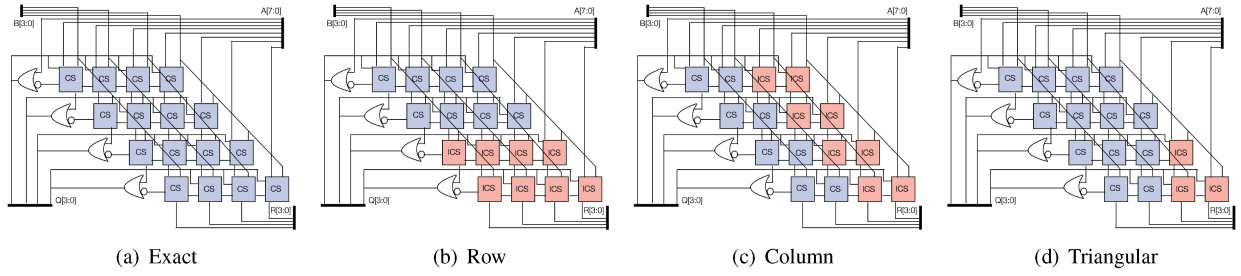 B[3:0] A[7:0]
CS CS CS CS
CS CS CS CS
CS CS CS CS
CS CS CS CS
Q[3:0] R[3:0]
(a) Exact
B[3:0] A[7:0]
CS CS CS CS
CS CS CS CS
ICS ICS ICS ICS
ICS ICS ICS ICS
Q[3:0] R[3:0]
(b) Row
B[3:0] A[7:0]
CS CS ICS ICS
CS CS ICS ICS
CS CS ICS ICS
CS CS ICS ICS
Q[3:0] R[3:0]
(c) Column
B[3:0] A[7:0]
CS CS CS CS
CS CS CS CS
CS CS CS ICS
CS CS ICS ICS
Q[3:0] R[3:0]
(d) Triangular